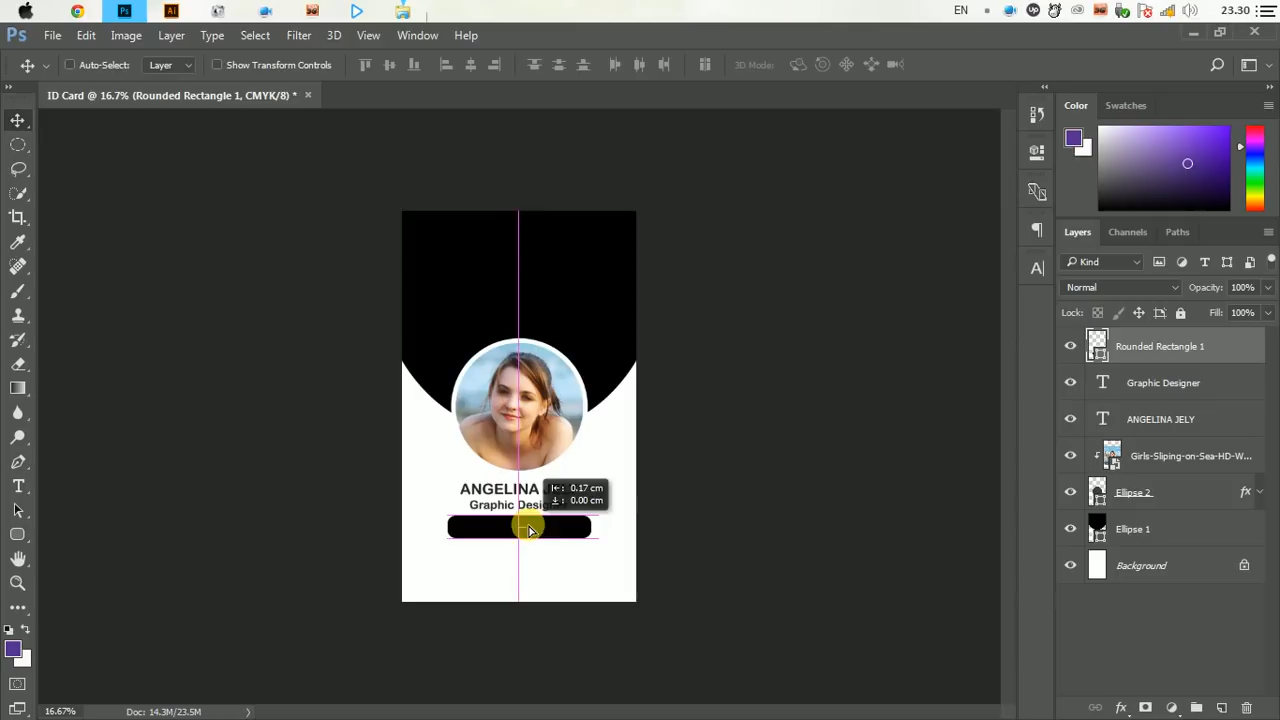 EN
23.30
Ps File Edit Image Layer Type Select Filter 3D View Window Help
Auto-Select: Layer Show Transform Controls 3D Mode:
ID Card @ 16.7% (Rounded Rectangle 1, CMYK/8) *
Color Swatches
Layers Channels Paths
Kind
Normal Opacity: 100%
Lock: Fill: 100%
Rounded Rectangle 1
Graphic Designer
ANGELINA JELY
Girls-Sliping-on-Sea-HD-W...
Ellipse 2 fx
Ellipse 1
Background
ANGELINA
Graphic Desig
0.17 cm
0.00 cm
16.67% Doc: 14.3M/23.5M